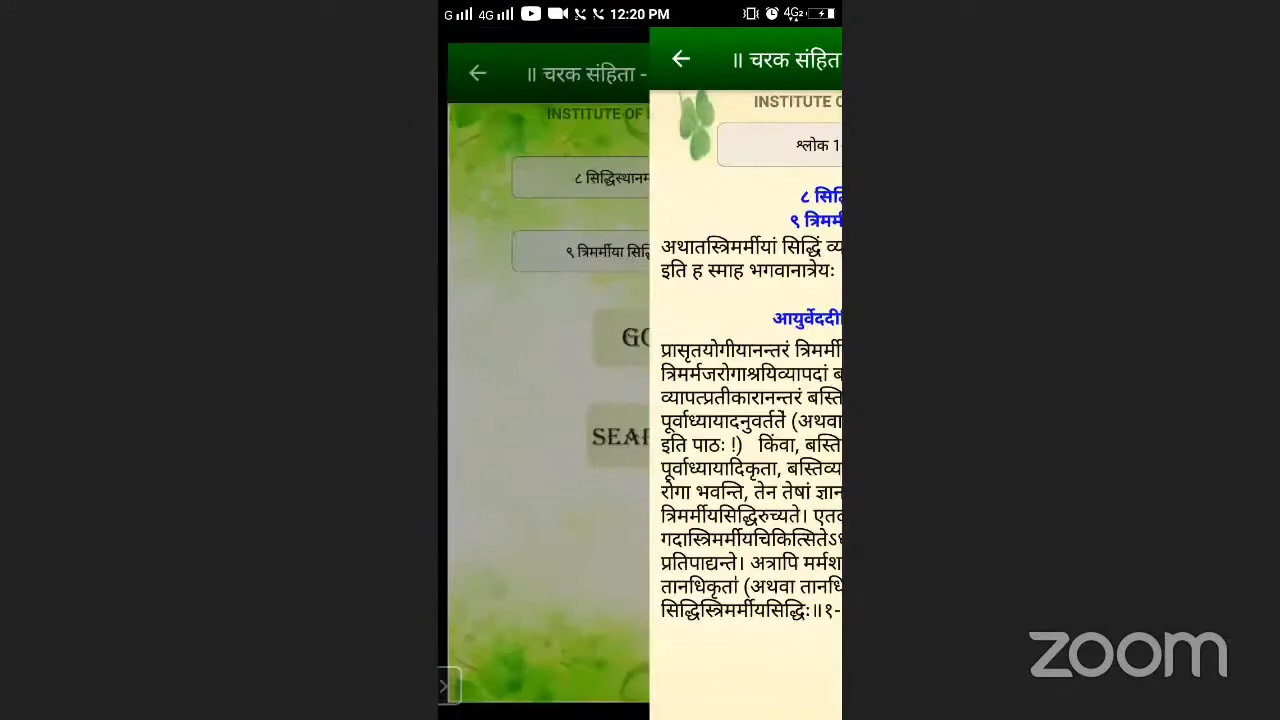 G 4G 12:20 PM 4G2
॥ चरक संहिता -
INSTITUTE OF
८ सिद्धिस्थानम
९ त्रिमर्मीया सिद्धि
GO
SEAR
॥ चरक संहित
INSTITUTE O
श्लोक 1
८ सिद्धि
९ त्रिमर्म
अथातस्त्रिमर्मीयां सिद्धिं व्य
इति ह स्माह भगवानात्रेयः
आयुर्वेददी
प्रासृतयोगीयानन्तरं त्रिमर्मी
त्रिमर्मजरोगाश्रयिव्यापदां ब
व्यापत्प्रतीकारानन्तरं बस्ति
पूर्वाध्यायादनुवर्तते (अथवा
इति पाठः !) किंवा, बस्ति
पूर्वाध्यायादिकृता, बस्तिव्य
रोगा भवन्ति, तेन तेषां ज्ञान
त्रिमर्मीयसिद्धिरुच्यते। एतद
गदास्त्रिमर्मीयचिकित्सितेऽध
प्रतिपाद्यन्ते। अत्रापि मर्मश
तानधिकृता (अथवा तानधि
सिद्धिस्त्रिमर्मीयसिद्धिः॥१-
zoom